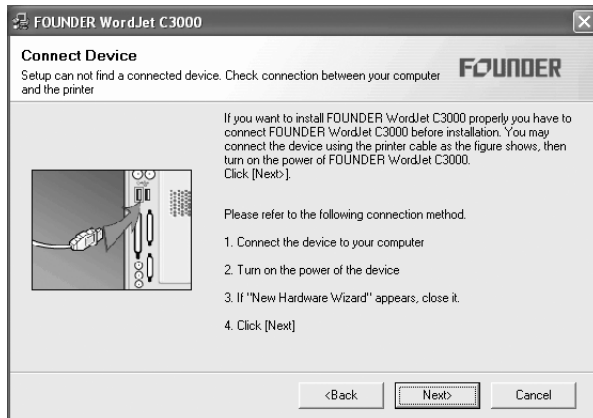 FOUNDER WordJet C3000
Connect Device
Setup can not find a connected device. Check connection between your computer
and the printer
FOUNDER
If you want to install FOUNDER WordJet C3000 properly you have to
connect FOUNDER WordJet C3000 before installation. You may
connect the device using the printer cable as the figure shows, then
turn on the power of FOUNDER WordJet C3000.
Click [Next>].
Please refer to the following connection method.
1. Connect the device to your computer
2. Turn on the power of the device
3. If "New Hardware Wizard" appears, close it.
4. Click [Next]
<Back
Next>
Cancel